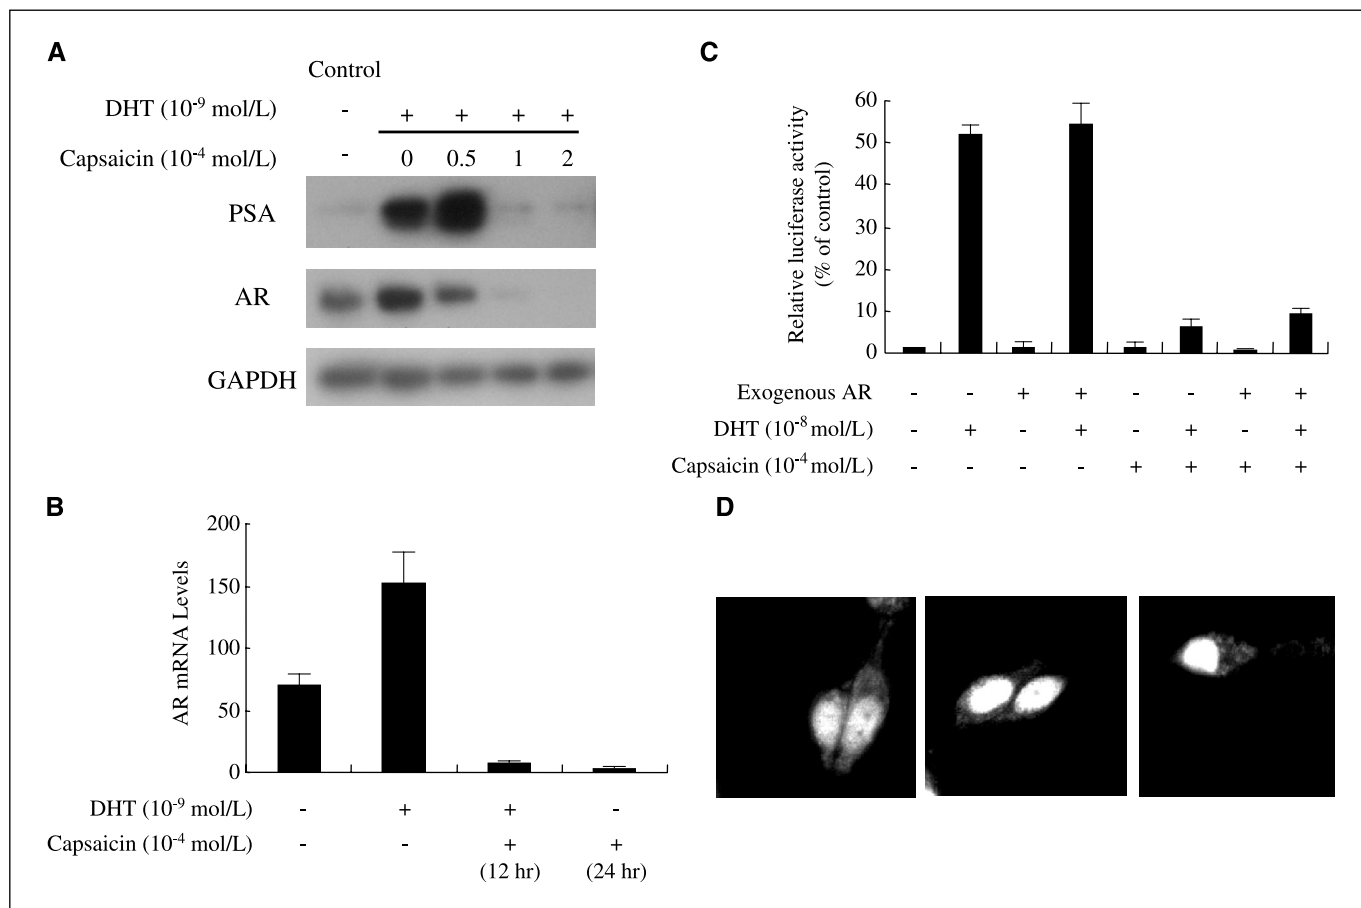 A
Control
DHT (10⁻⁹ mol/L) - + + + +
Capsaicin (10⁻⁴ mol/L) - 0 0.5 1 2
PSA
AR
GAPDH
B
AR mRNA Levels
200
150
100
50
0
DHT (10⁻⁹ mol/L) - + + -
Capsaicin (10⁻⁴ mol/L) - - + +
(12 hr) (24 hr)
C
Relative luciferase activity
(% of control)
60
50
40
30
20
10
0
Exogenous AR - - + + - - + +
DHT (10⁻⁸ mol/L) - + - + - + - +
Capsaicin (10⁻⁴ mol/L) - - - - + + + +
D